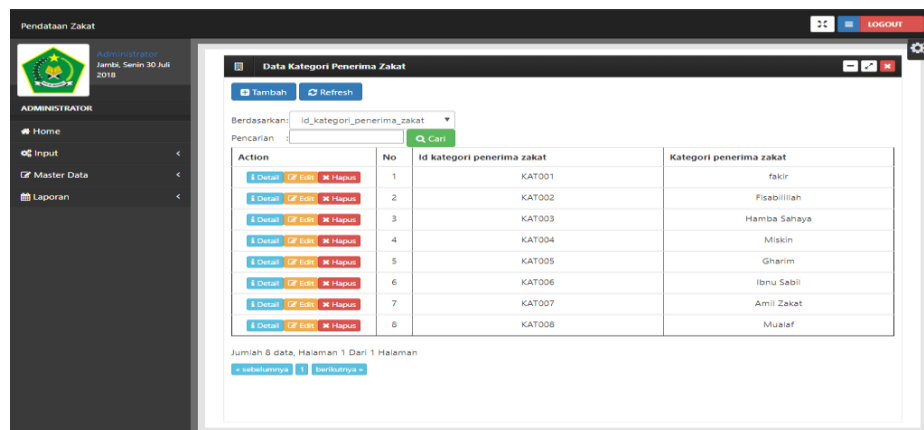 Pendataan Zakat
LOGOUT
Administrator
Jambi, Senin 30 Juli
2018
ADMINISTRATOR
Home
Input
Master Data
Laporan
Data Kategori Penerima Zakat
Tambah Refresh
Berdasarkan: id_kategori_penerima_zakat
Pencarian :
Cari
Action No Id kategori penerima zakat Kategori penerima zakat
Detail Edit Hapus 1 KAT001 fakir
Detail Edit Hapus 2 KAT002 Fisabilillah
Detail Edit Hapus 3 KAT003 Hamba Sahaya
Detail Edit Hapus 4 KAT004 Miskin
Detail Edit Hapus 5 KAT005 Gharim
Detail Edit Hapus 6 KAT006 Ibnu Sabil
Detail Edit Hapus 7 KAT007 Amil Zakat
Detail Edit Hapus 8 KAT008 Mualaf
Jumlah 8 data, Halaman 1 Dari 1 Halaman
« sebelumnya 1 berikutnya »